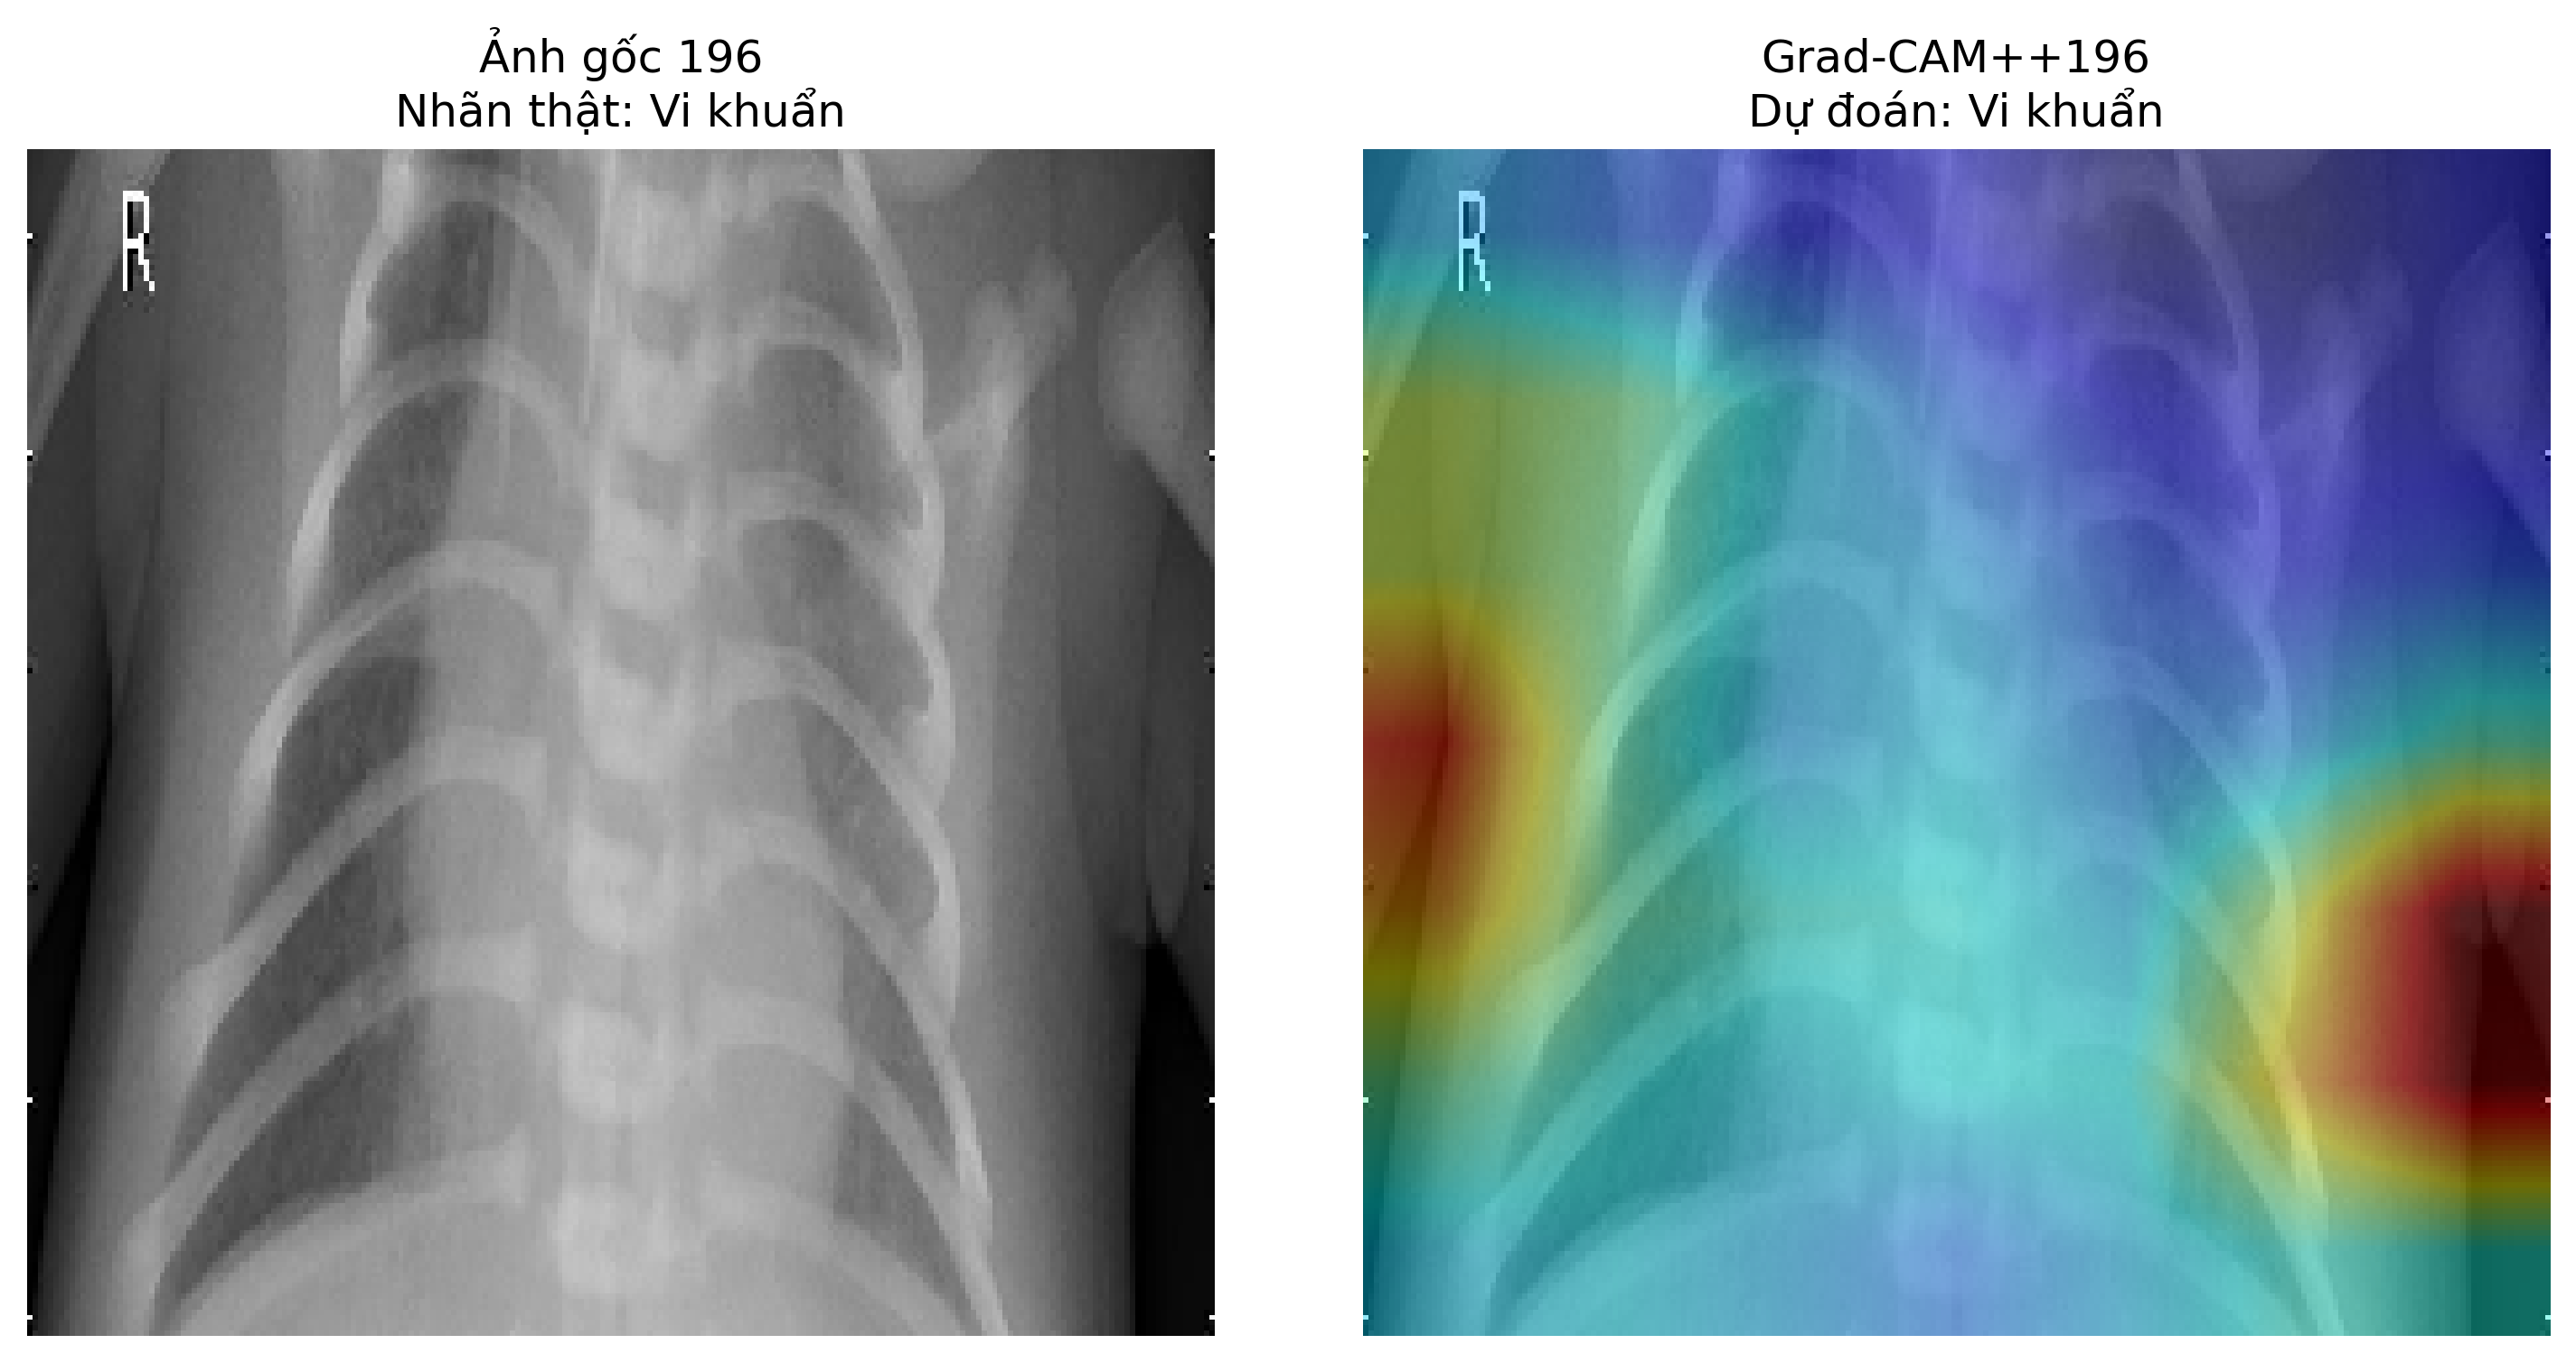 Ảnh gốc 196
Nhãn thật: Vi khuẩn
Grad-CAM++196
Dự đoán: Vi khuẩn
R
R